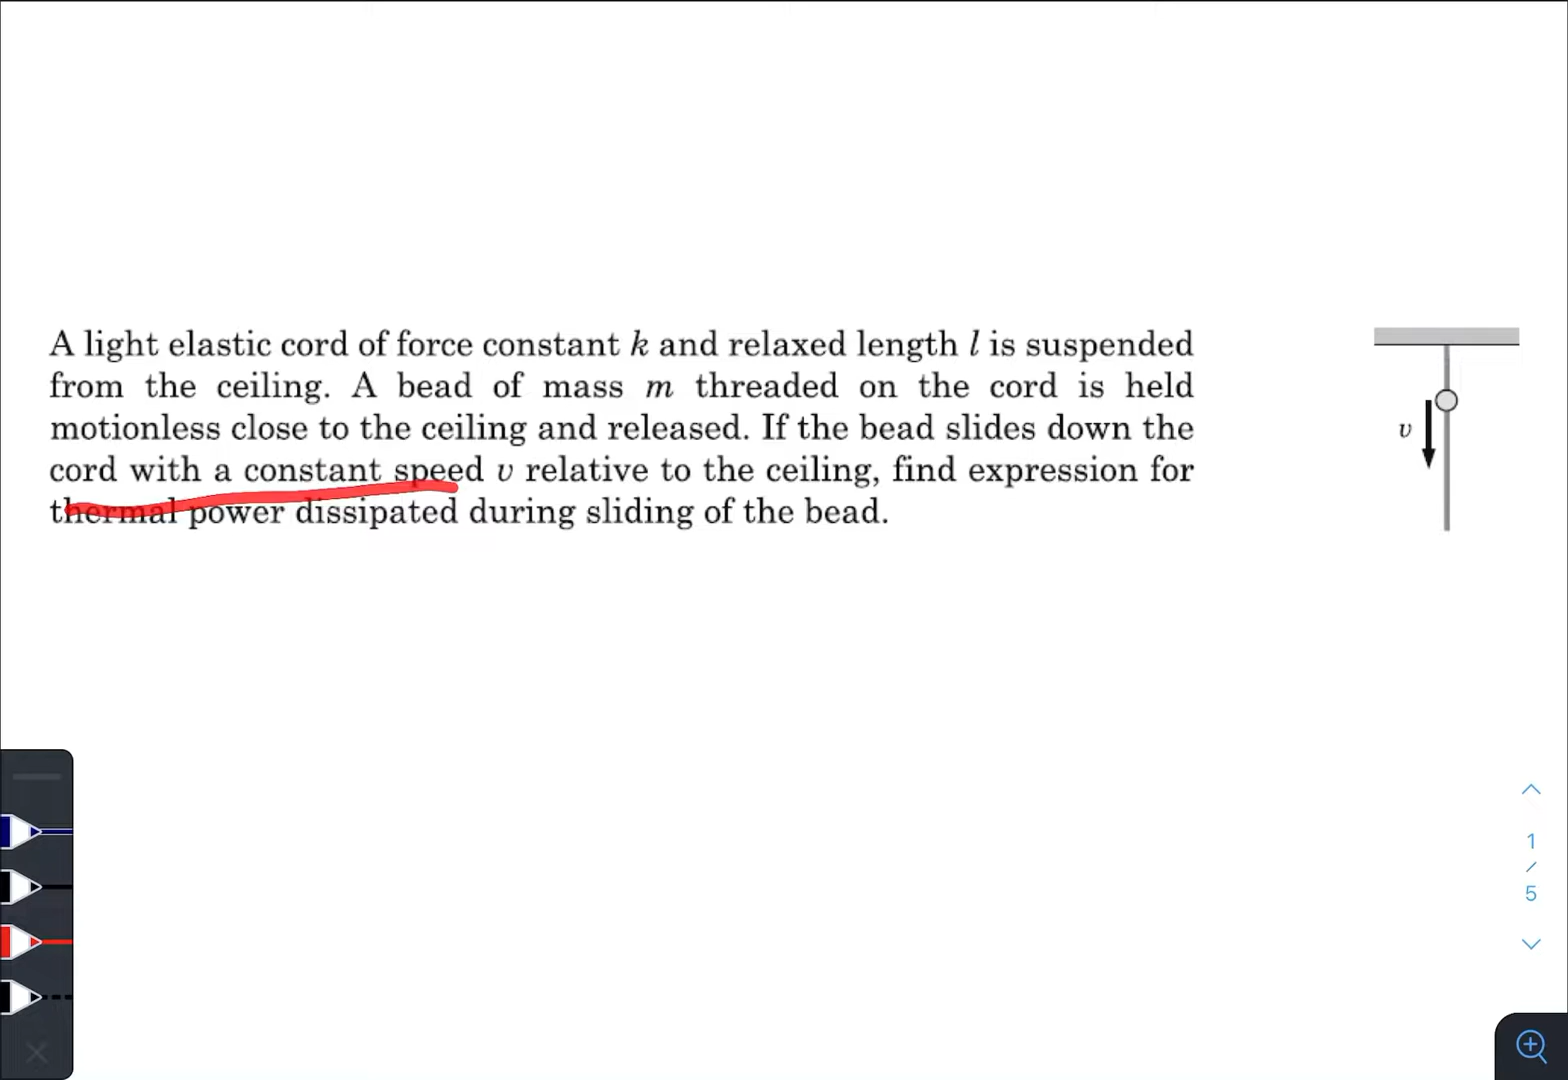 A light elastic cord of force constant k and relaxed length l is suspended
from the ceiling. A bead of mass m threaded on the cord is held
motionless close to the ceiling and released. If the bead slides down the
cord with a constant speed v relative to the ceiling, find expression for
thermal power dissipated during sliding of the bead.
v
1
/
5